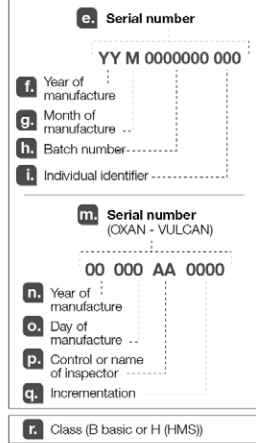 e. Serial number
YY M 0000000 000
f. Year of
manufacture
g. Month of
manufacture
h. Batch number
i. Individual identifier
m. Serial number
(OXAN - VULCAN)
00 000 AA 0000
n. Year of
manufacture
o. Day of
manufacture
p. Control or name
of inspector
q. Incrementation
r. Class (B basic or H (HMS))